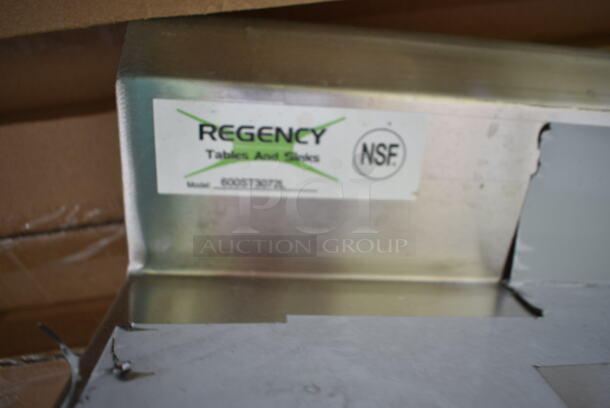 REGENCY
Tables And Sinks
NSF.
Model: 600ST3072L
PCI
AUCTION GROUP